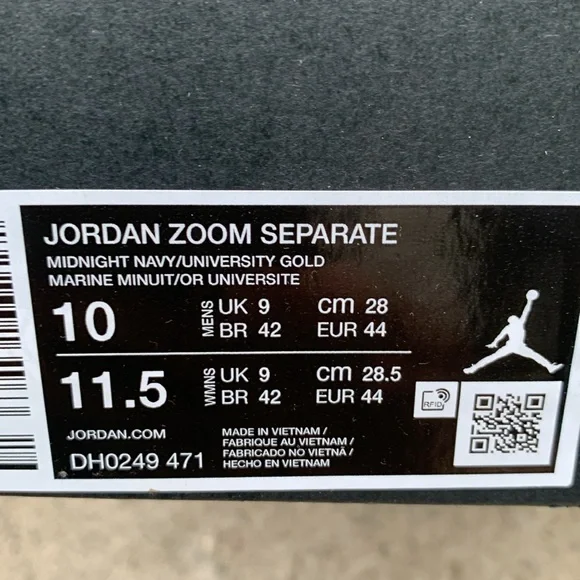 JORDAN ZOOM SEPARATE
MIDNIGHT NAVY/UNIVERSITY GOLD
MARINE MINUIT/OR UNIVERSITE
10 MENS UK 9 CM 28
BR 42 EUR 44
11.5 WMNS UK 9 CM 28.5
BR 42 EUR 44
RFID
JORDAN.COM
DH0249 471
MADE IN VIETNAM/
FABRIQUE AU VIETNAM/
FABRICADO NO VIETNÃ/
HECHO EN VIETNAM